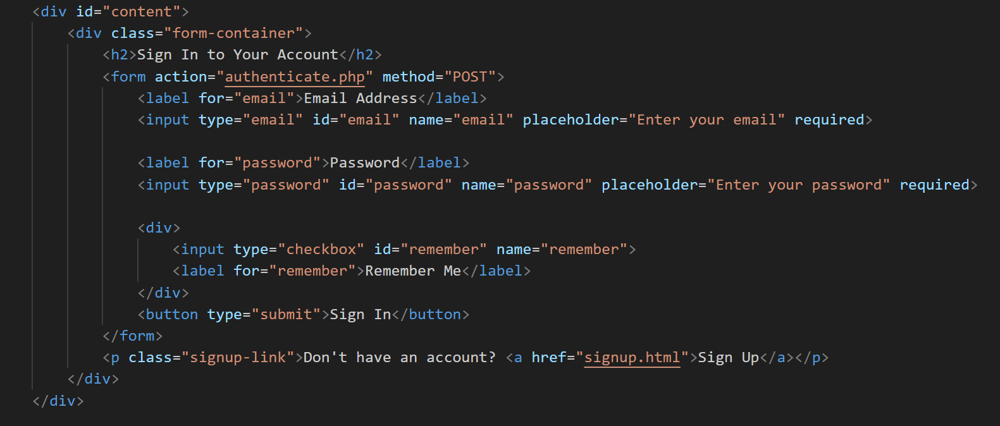 <div id="content">
<div class="form-container">
<h2>Sign In to Your Account</h2>
<form action="authenticate.php" method="POST">
<label for="email">Email Address</label>
<input type="email" id="email" name="email" placeholder="Enter your email" required>
<label for="password">Password</label>
<input type="password" id="password" name="password" placeholder="Enter your password" required>
<div>
<input type="checkbox" id="remember" name="remember">
<label for="remember">Remember Me</label>
</div>
<button type="submit">Sign In</button>
</form>
<p class="signup-link">Don't have an account? <a href="signup.html">Sign Up</a></p>
</div>
</div>